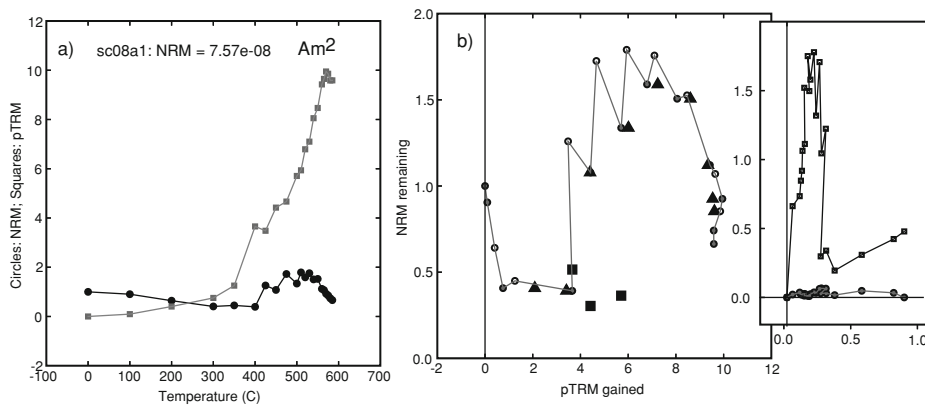 a) sc08a1: NRM = 7.57e-08 Am2
Circles: NRM; Squares: pTRM
12
10
8
6
4
2
0
-2
-100 0 100 200 300 400 500 600 700
Temperature (C)
b)
NRM remaining
2.0
1.5
1.0
0.5
0.0
-2 0 2 4 6 8 10 12
pTRM gained
1.5
1.0
0.5
0.0
0.0 0.5 1.0